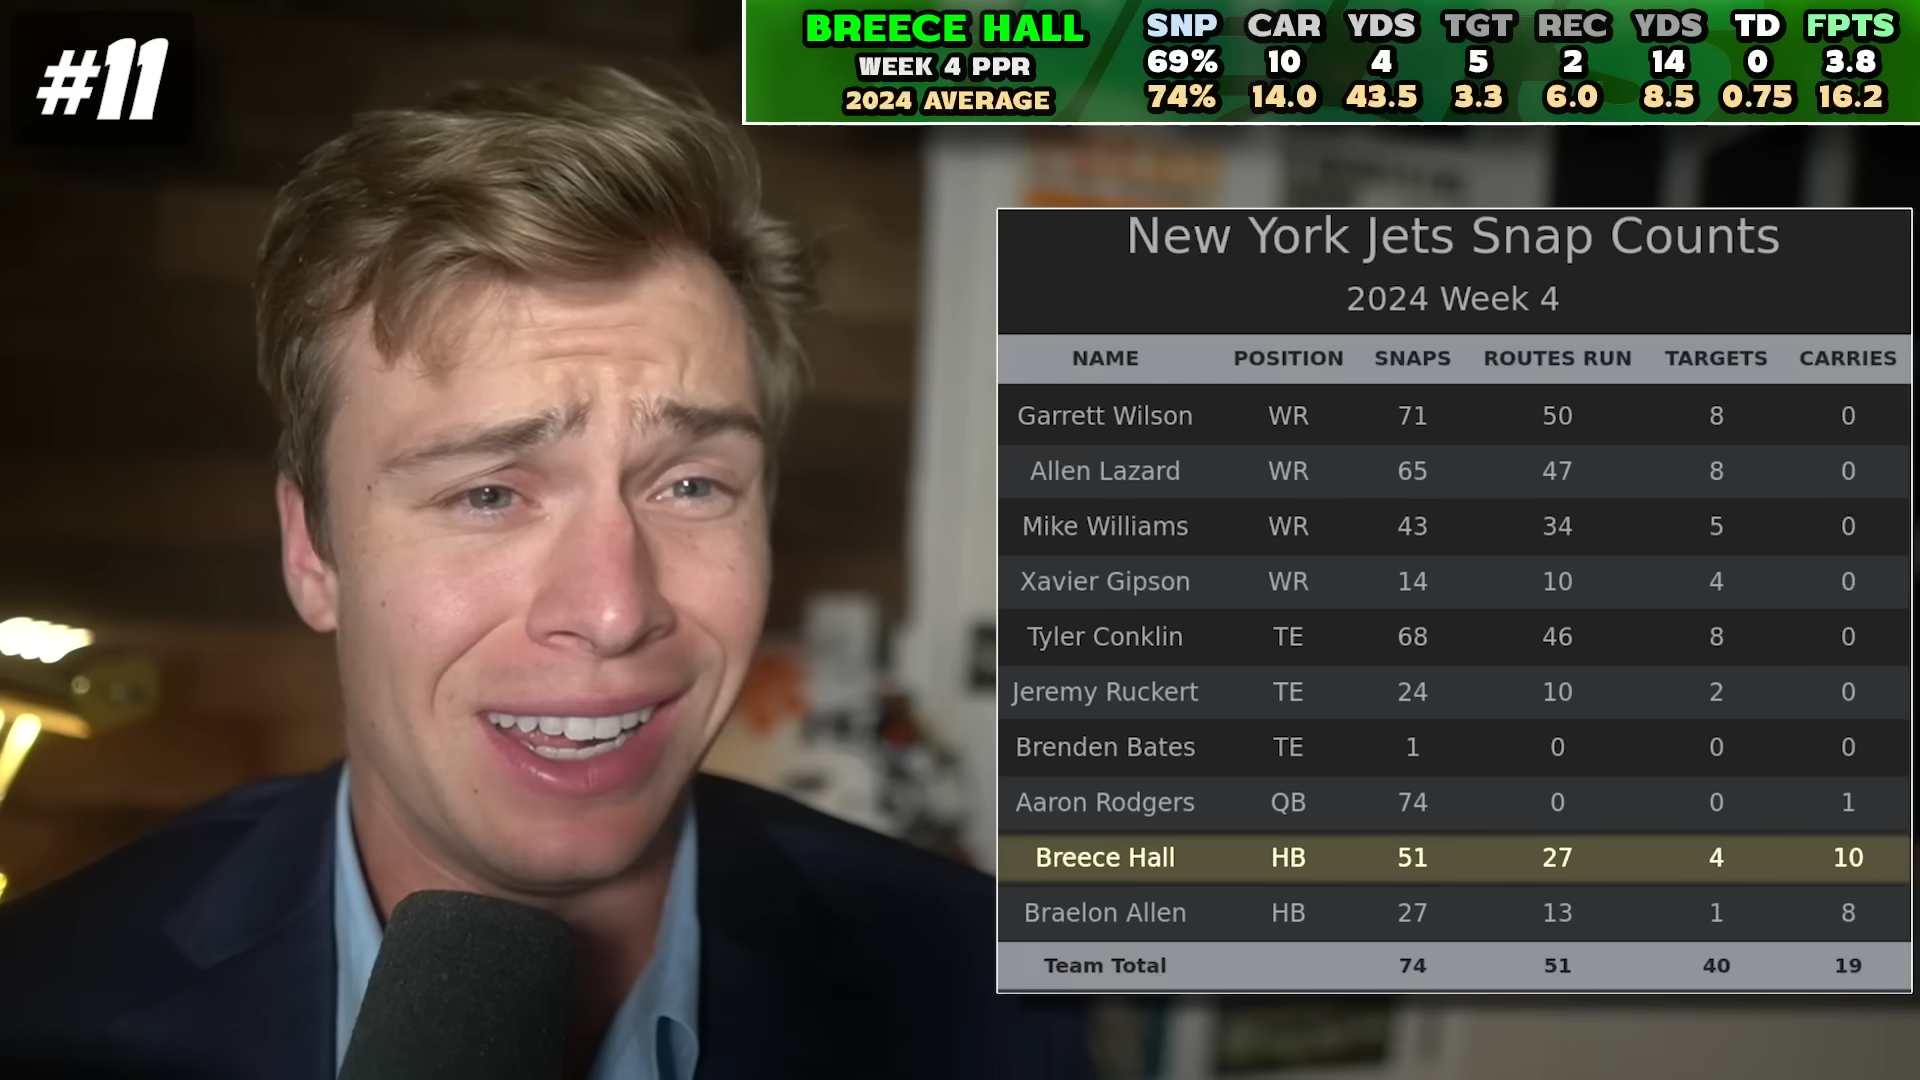 #11
BREECE HALL SNP CAR YDS TGT REC YDS TD FPTS
WEEK 4 PPR 69% 10 4 5 2 14 0 3.8
2024 AVERAGE 74% 14.0 43.5 3.3 6.0 8.5 0.75 16.2
New York Jets Snap Counts
2024 Week 4
NAME POSITION SNAPS ROUTES RUN TARGETS CARRIES
Garrett Wilson WR 71 50 8 0
Allen Lazard WR 65 47 8 0
Mike Williams WR 43 34 5 0
Xavier Gipson WR 14 10 4 0
Tyler Conklin TE 68 46 8 0
Jeremy Ruckert TE 24 10 2 0
Brenden Bates TE 1 0 0 0
Aaron Rodgers QB 74 0 0 1
Breece Hall HB 51 27 4 10
Braelon Allen HB 27 13 1 8
Team Total 74 51 40 19